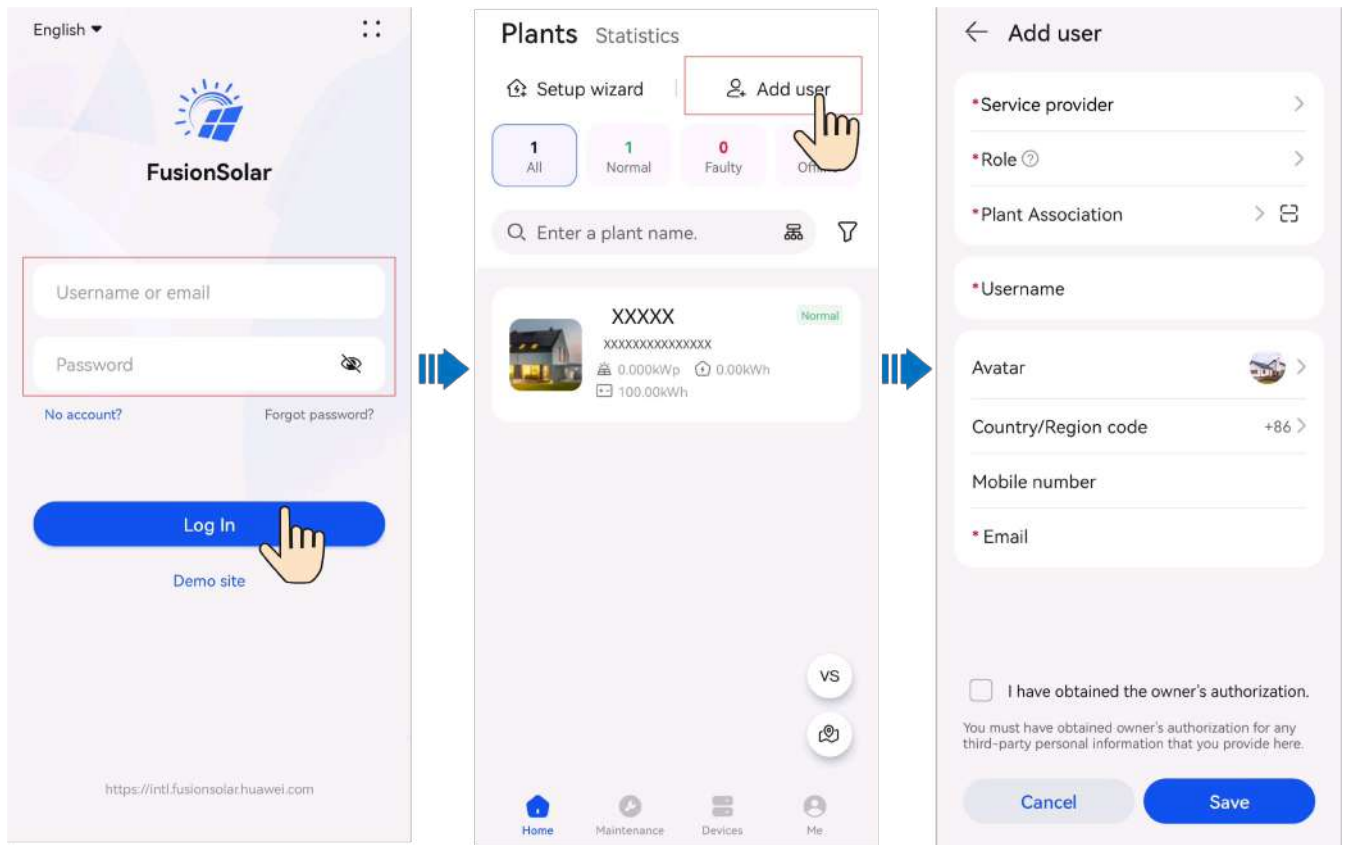 English
FusionSolar
Username or email
Password
No account? Forgot password?
Log In
Demo site
https://intl.fusionsolar.huawei.com
Plants Statistics
Setup wizard Add user
1 1 0
All Normal Faulty
Enter a plant name.
XXXXX Normal
XXXXXXXXXXXXXXX
0.000kWp 0.00kWh
100.00kWh
VS
Home Maintenance Devices Me
Add user
*Service provider
*Role ?
*Plant Association
*Username
Avatar
Country/Region code +86
Mobile number
* Email
I have obtained the owner's authorization.
You must have obtained owner's authorization for any
third-party personal information that you provide here.
Cancel Save